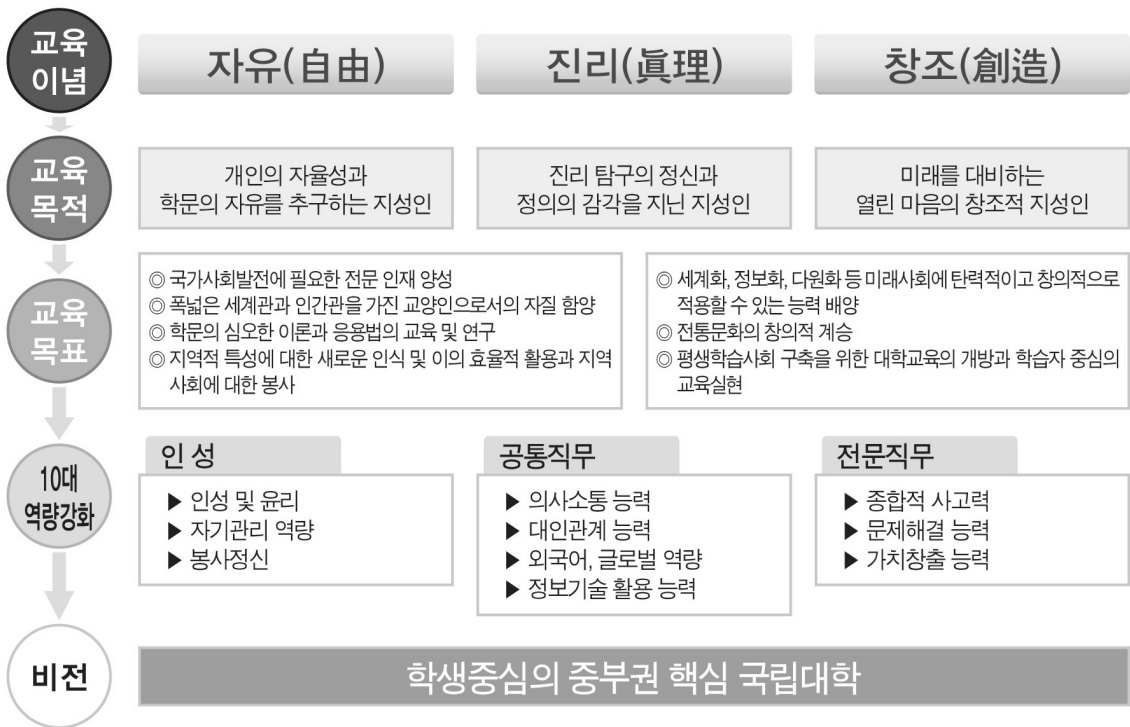 교육
이념
자유(自由)
진리(眞理)
창조(創造)
교육
목적
개인의 자율성과
학문의 자유를 추구하는 지성인
진리 탐구의 정신과
정의의 감각을 지닌 지성인
미래를 대비하는
열린 마음의 창조적 지성인
교육
목표
◎ 국가사회발전에 필요한 전문 인재 양성
◎ 폭넓은 세계관과 인간관을 가진 교양인으로서의 자질 함양
◎ 학문의 심오한 이론과 응용법의 교육 및 연구
◎ 지역적 특성에 대한 새로운 인식 및 이의 효율적 활용과 지역
사회에 대한 봉사
◎ 세계화, 정보화, 다원화 등 미래사회에 탄력적이고 창의적으로
적용할 수 있는 능력 배양
◎ 전통문화의 창의적 계승
◎ 평생학습사회 구축을 위한 대학교육의 개방과 학습자 중심의
교육실현
10대
역량강화
인 성
▶ 인성 및 윤리
▶ 자기관리 역량
▶ 봉사정신
공통직무
▶ 의사소통 능력
▶ 대인관계 능력
▶ 외국어, 글로벌 역량
▶ 정보기술 활용 능력
전문직무
▶ 종합적 사고력
▶ 문제해결 능력
▶ 가치창출 능력
비전
학생중심의 중부권 핵심 국립대학